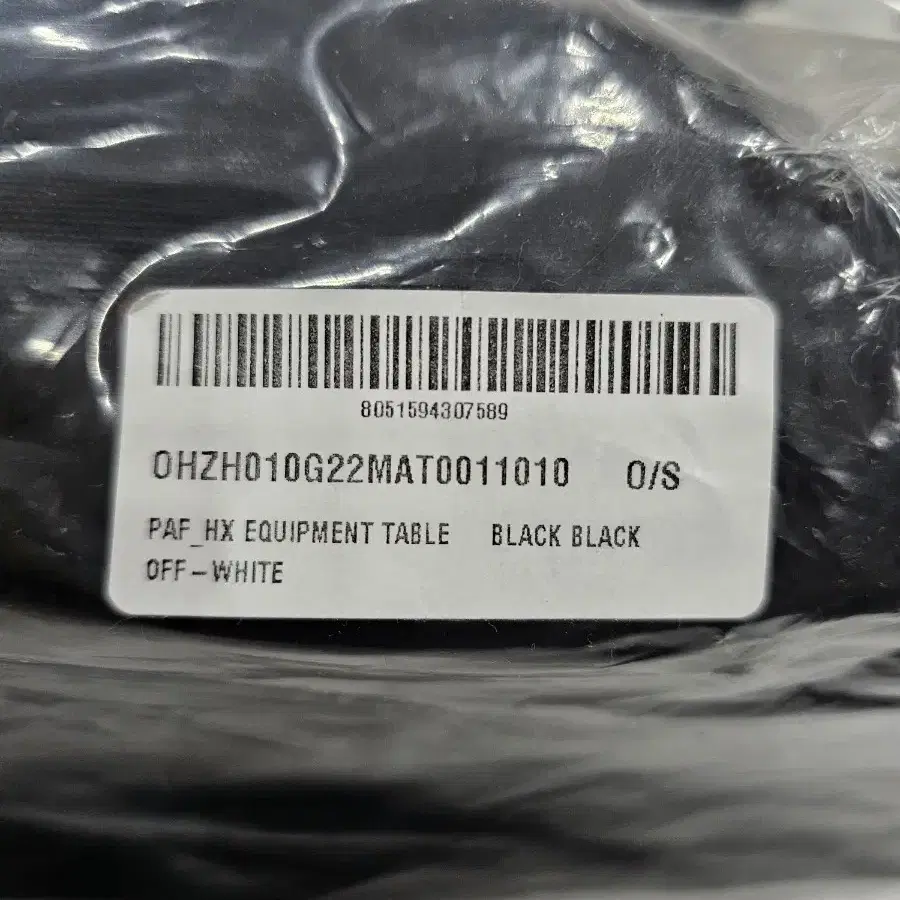 8051594307589
OHZH010G22MAT0011010 O/S
PAF_HX EQUIPMENT TABLE BLACK BLACK
OFF-WHITE